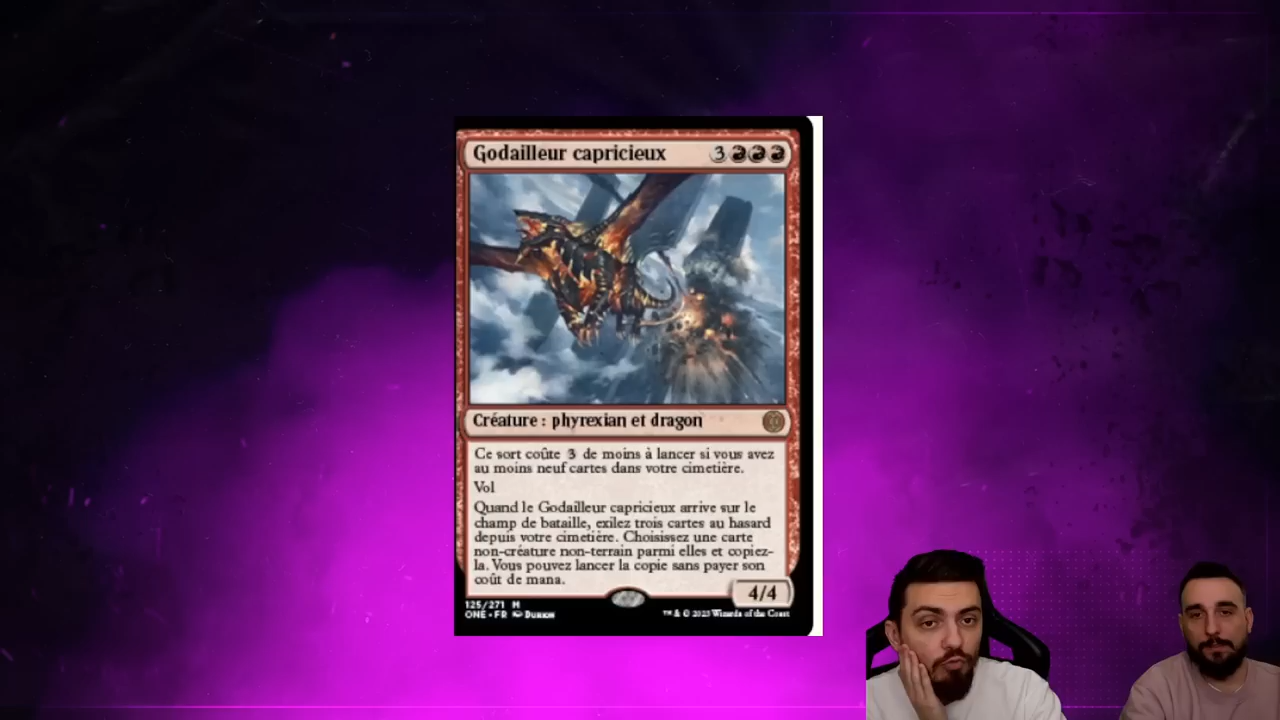 Godailleur capricieux 3
Créature : phyrexian et dragon
Ce sort coûte 3 de moins à lancer si vous avez
au moins neuf cartes dans votre cimetière.
Vol
Quand le Godailleur capricieux arrive sur le
champ de bataille, exilez trois cartes au hasard
depuis votre cimetière. Choisissez une carte
non-créature non-terrain parmi elles et copiez-
la. Vous pouvez lancer la copie sans payer son
coût de mana.
4/4
125/271 M
ONE • FR
™ & © 2023 Wizards of the Coast